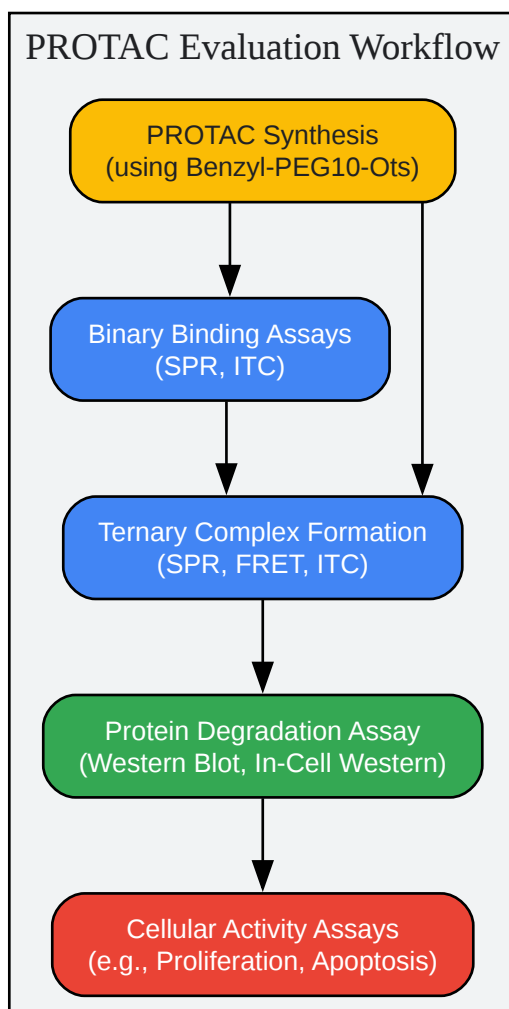 PROTAC Evaluation Workflow
PROTAC Synthesis
(using Benzyl-PEG10-Ots)
Binary Binding Assays
(SPR, ITC)
Ternary Complex Formation
(SPR, FRET, ITC)
Protein Degradation Assay
(Western Blot, In-Cell Western)
Cellular Activity Assays
(e.g., Proliferation, Apoptosis)